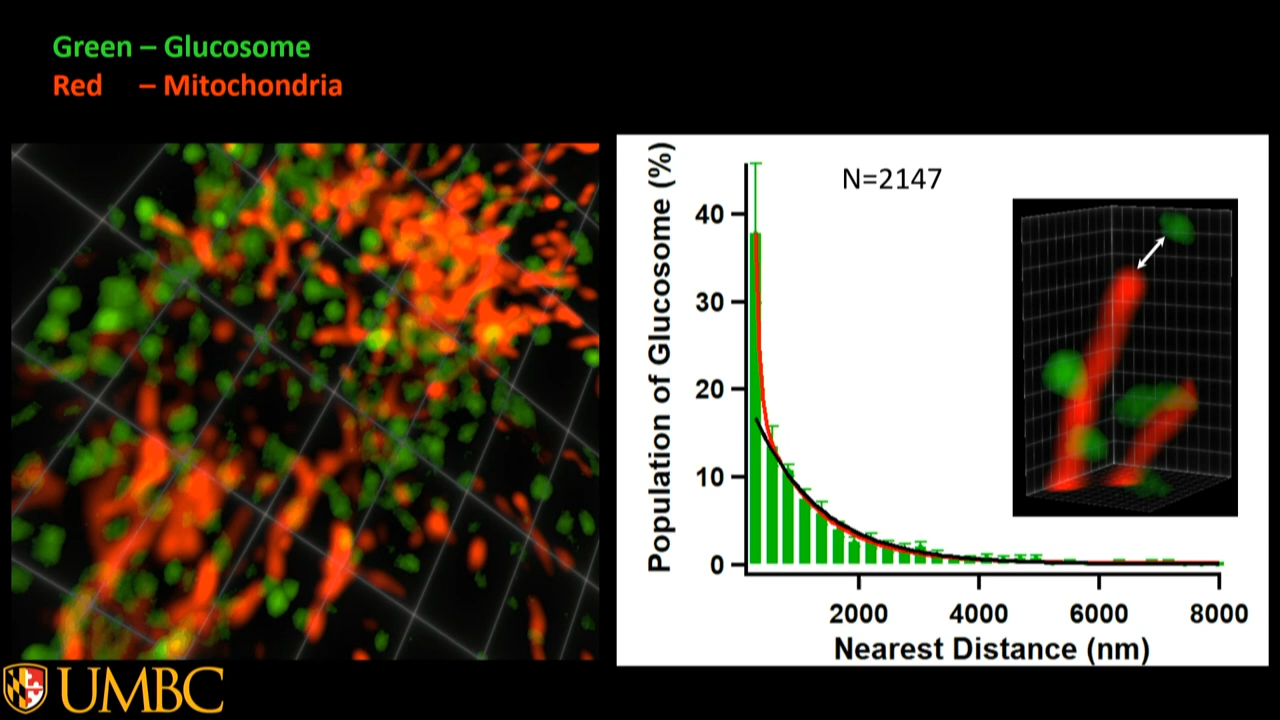 Green – Glucosome
Red – Mitochondria
Population of Glucosome (%)
N=2147
40
30
20
10
0
2000 4000 6000 8000
Nearest Distance (nm)
UMBC